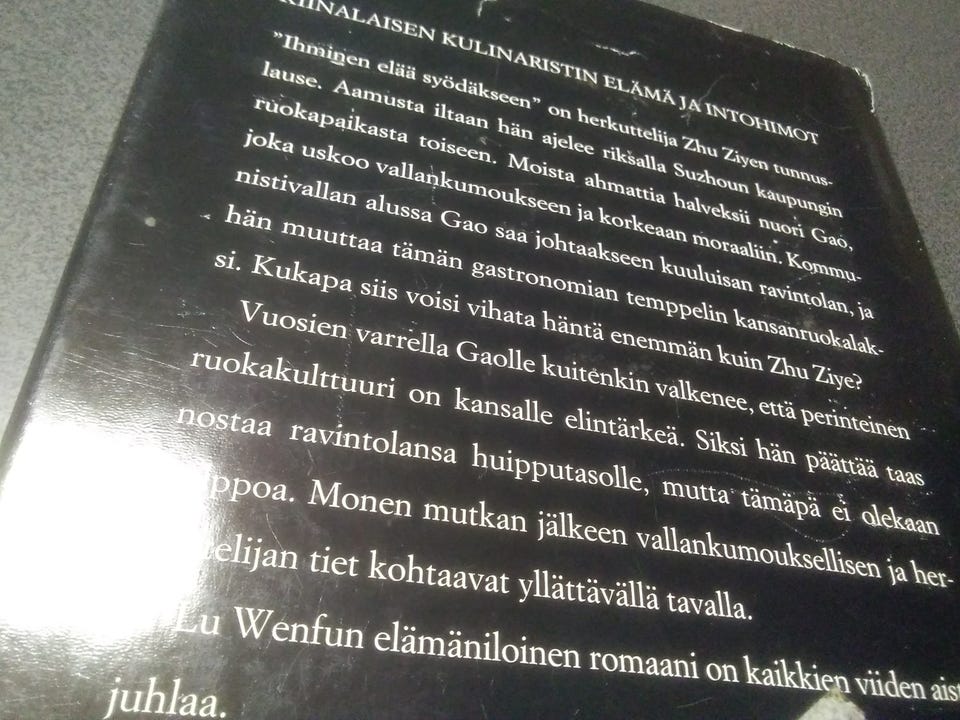 KIINALAISEN KULINARISTIN ELÄMÄ JA INTOHIMOT
"Ihminen elää syödäkseen" on herkuttelija Zhu Ziyen tunnus-
lause. Aamusta iltaan hän ajelee riksalla Suzhoun kaupungin
ruokapaikasta toiseen. Moista ahmattia halveksii nuori Gao,
joka uskoo vallankumoukseen ja korkeaan moraaliin. Kommu-
nistivallan alussa Gao saa johtaakseen kuuluisan ravintolan, ja
hän muuttaa tämän gastronomian temppelin kansanruokalak-
si. Kukapa siis voisi vihata häntä enemmän kuin Zhu Ziye?
Vuosien varrella Gaolle kuitenkin valkenee, että perinteinen
ruokakulttuuri on kansalle elintärkeä. Siksi hän päättää taas
nostaa ravintolansa huipputasolle, mutta tämäpä ei olekaan
ppoa. Monen mutkan jälkeen vallankumouksellisen ja her-
elijan tiet kohtaavat yllättävällä tavalla.
Lu Wenfun elämäniloinen romaani on kaikkien viiden aist
juhlaa.